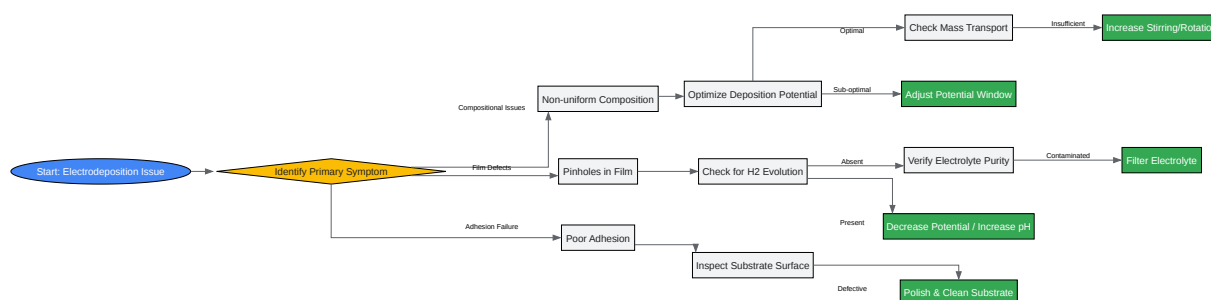 Start: Electrodeposition Issue
Identify Primary Symptom
Compositional Issues
Non-uniform Composition
Optimize Deposition Potential
Optimal
Check Mass Transport
Insufficient
Increase Stirring/Rotatio
Sub-optimal
Adjust Potential Window
Film Defects
Pinholes in Film
Check for H2 Evolution
Absent
Verify Electrolyte Purity
Contaminated
Filter Electrolyte
Present
Decrease Potential / Increase pH
Adhesion Failure
Poor Adhesion
Inspect Substrate Surface
Defective
Polish & Clean Substrate